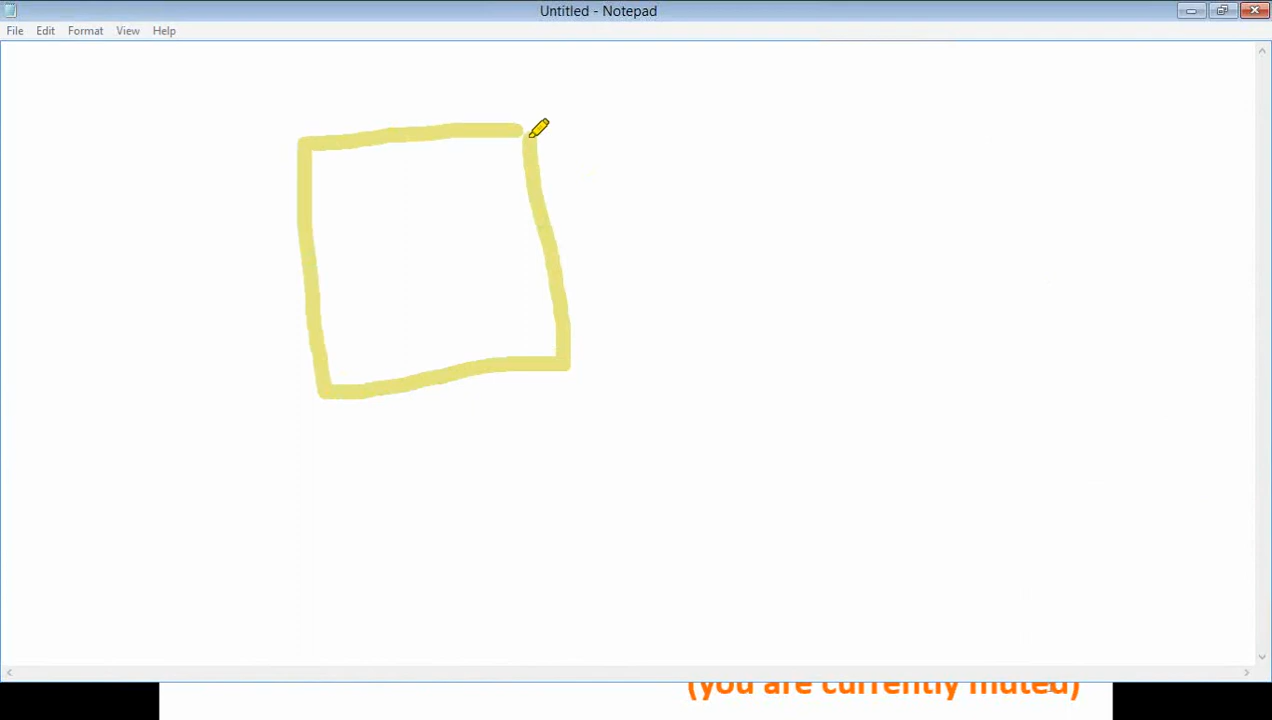 Untitled - Notepad
File Edit Format View Help
(you are currently muted)